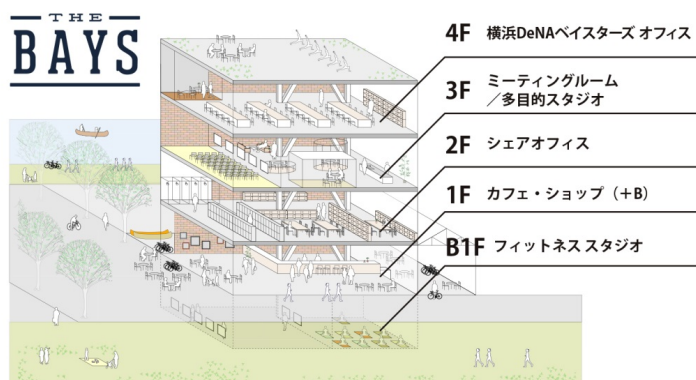 THE
BAYS
4F 横浜DeNAベイスターズ オフィス
3F ミーティングルーム
／多目的スタジオ
2F シェアオフィス
1F カフェ・ショップ（+B）
B1F フィットネス スタジオ